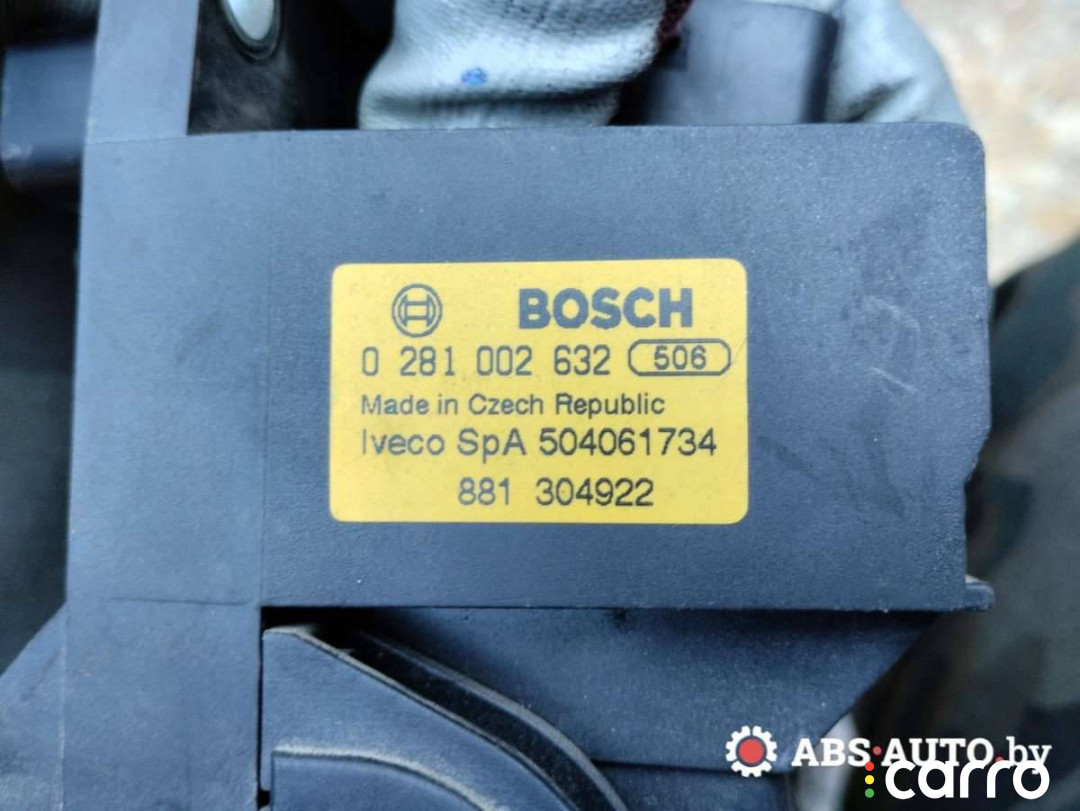 BOSCH
0 281 002 632 506
Made in Czech Republic
Iveco SpA 504061734
881 304922
ABS-AUTO.by
carro